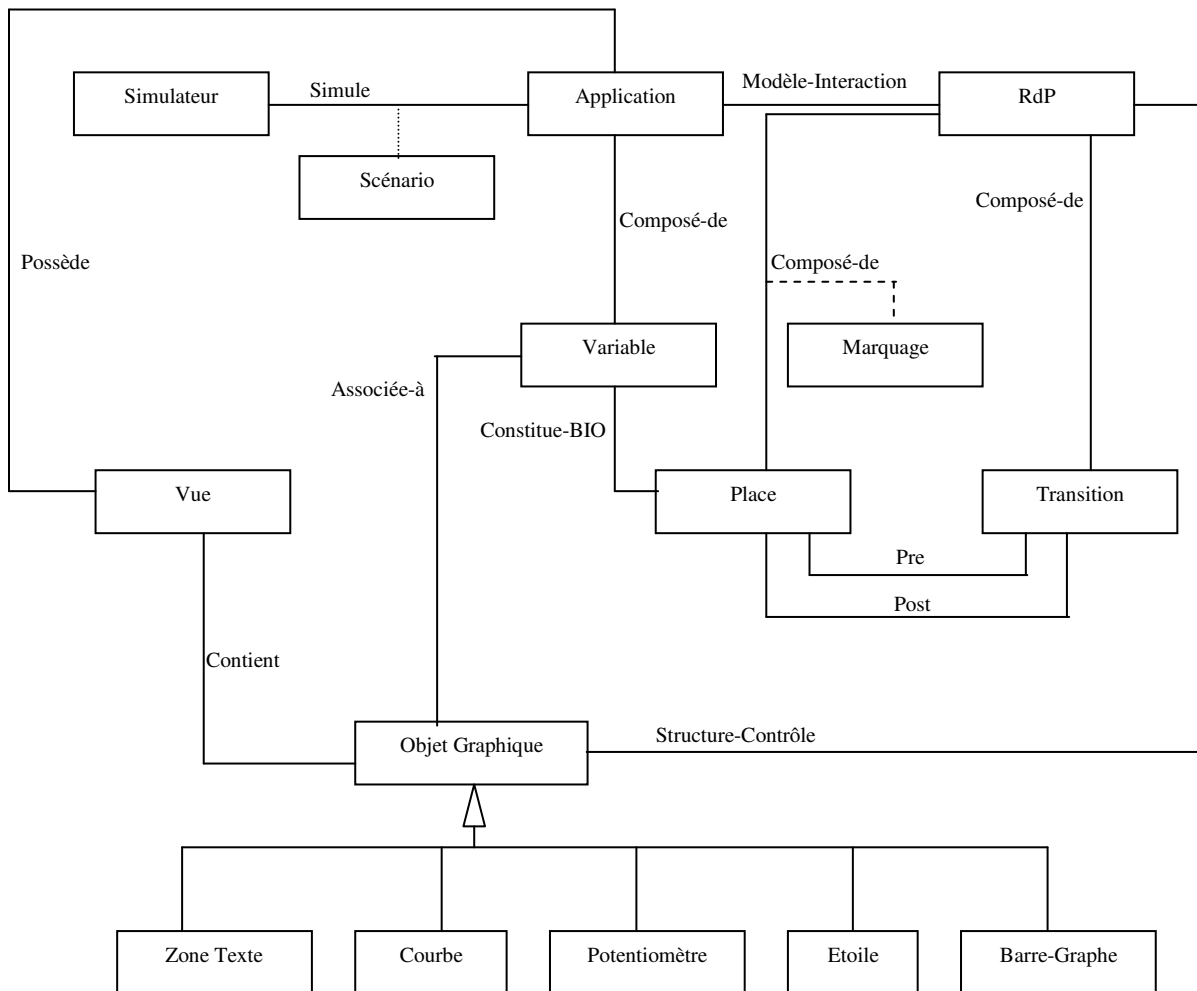 Simulateur
Simule
Application
Modèle-Interaction
RdP
Scénario
Composé-de
Composé-de
Possède
Composé-de
Variable
Marquage
Associée-à
Constitue-BIO
Vue
Place
Transition
Pre
Post
Contient
Structure-Contrôle
Objet Graphique
Zone Texte
Courbe
Potentiomètre
Etoile
Barre-Graphe